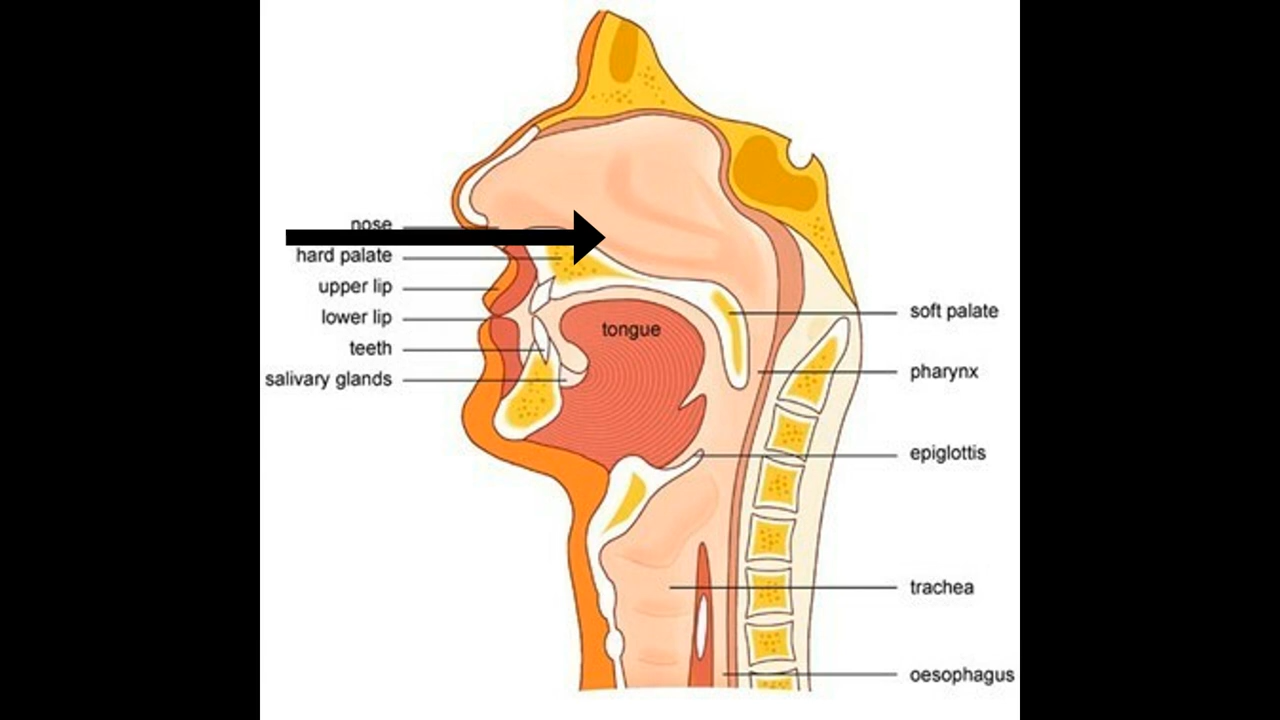 nose
hard palate
upper lip
lower lip
teeth
salivary glands
tongue
soft palate
pharynx
epiglottis
trachea
oesophagus